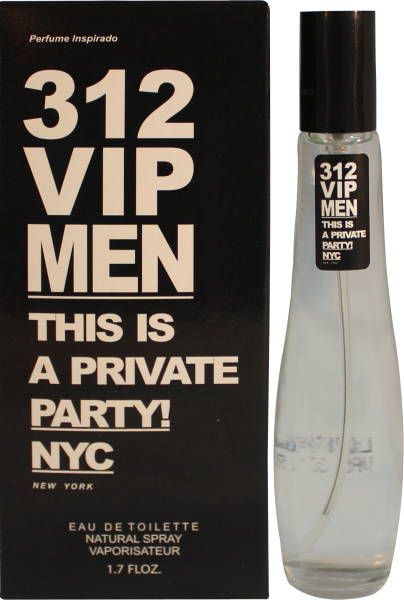 Perfume Inspirado
312
VIP
MEN
THIS IS
A PRIVATE
PARTY!
NYC
NEW YORK
EAU DE TOILETTE
NATURAL SPRAY
VAPORISATEUR
1.7 FLOZ.
312
VIP
MEN
THIS IS
A PRIVATE
PARTY!
NYC